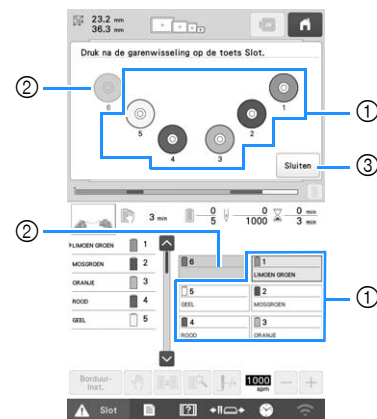 23.2 mm
36.3 mm
Druk na de garenwisseling op de toets Slot.
② 6 1 ①
5 2
4 3
Sluiten ③
3 min 0 5 0 1000 0 min 3 min
②
LIMOEN GROEN 1
MOSGROEN 2
ORANJE 3
ROOD 4
GEEL 5
6 1 LIMOEN GROEN
5 GEEL 2 MOSGROEN ①
4 ROOD 3 ORANJE
Borduur-
inst. 1000
spm
Slot